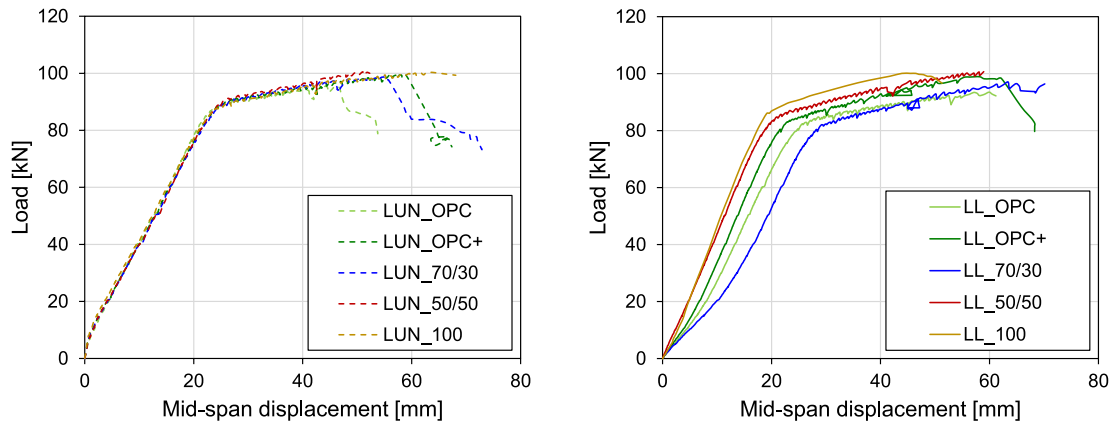 120
100
80
60
40
20
0
Load [kN]
LUN_OPC
LUN_OPC+
LUN_70/30
LUN_50/50
LUN_100
0 20 40 60 80
Mid-span displacement [mm]
120
100
80
60
40
20
0
Load [kN]
LL_OPC
LL_OPC+
LL_70/30
LL_50/50
LL_100
0 20 40 60 80
Mid-span displacement [mm]